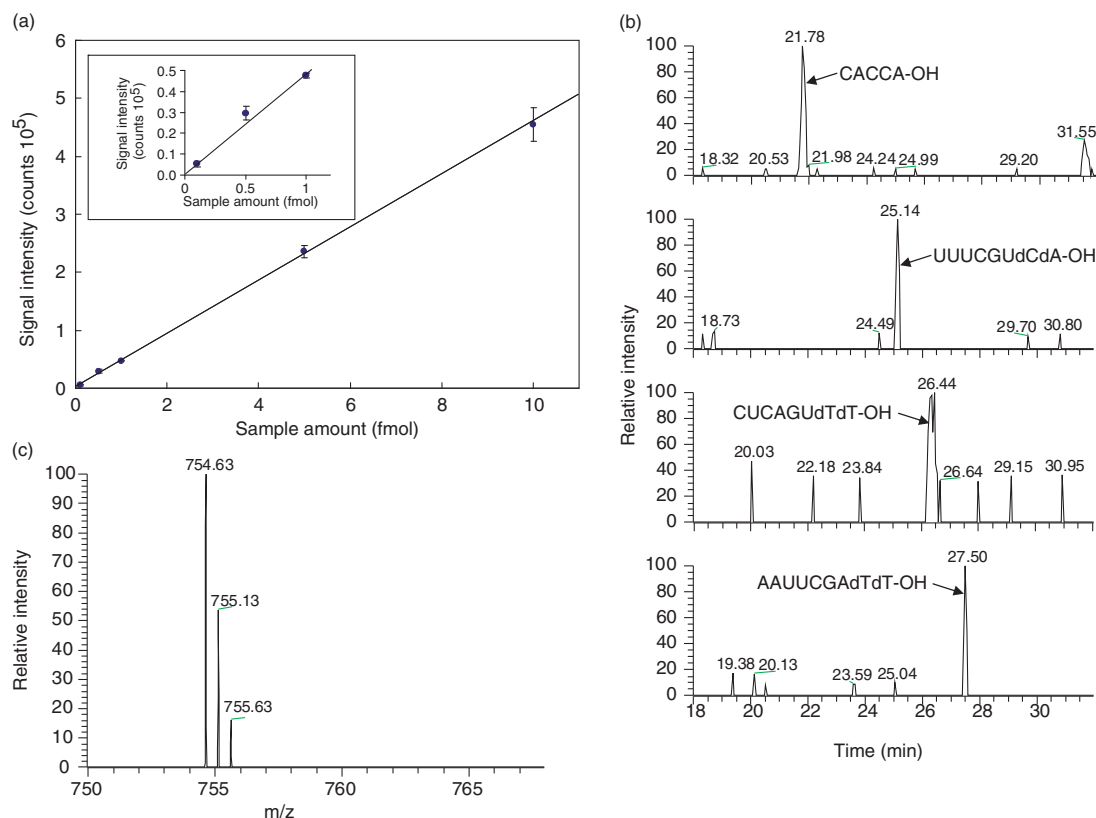 (a)
6
5
4
3
2
1
0
Signal intensity (counts 10⁵)
0 2 4 6 8 10
Sample amount (fmol)
0.5
0.4
0.3
0.2
0.1
0.0
Signal intensity
(counts 10⁵)
0 0.5 1
Sample amount (fmol)
(b)
Relative intensity
100
80
60
40
20
0
21.78
CACCA-OH
31.55
18.32 20.53 21.98 24.24 24.99 29.20
100
80
60
40
20
0
25.14
UUUCGUdCdA-OH
18.73 24.49 29.70 30.80
100
80
60
40
20
0
26.44
CUCAGUdTdT-OH
20.03 22.18 23.84 26.64 29.15 30.95
100
80
60
40
20
0
27.50
AAUUCGAdTdT-OH
19.38 20.13 23.59 25.04
18 20 22 24 26 28 30
Time (min)
(c)
100
90
80
70
60
50
40
30
20
10
0
Relative intensity
754.63
755.13
755.63
750 755 760 765
m/z